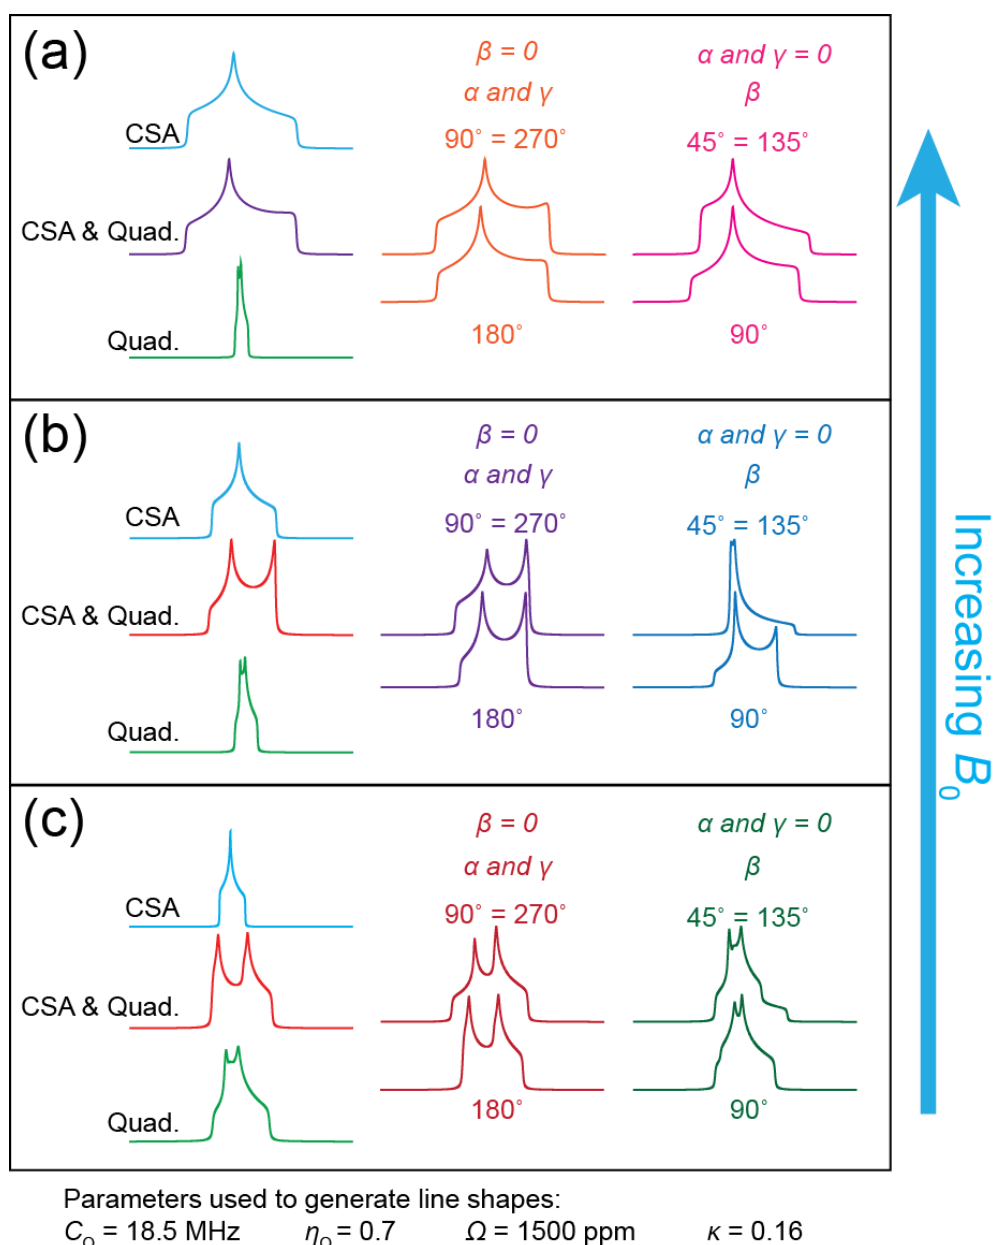 (a)
β = 0
α and γ
90˚ = 270˚
α and γ = 0
β
45˚ = 135˚
CSA
CSA & Quad.
Quad.
180˚
90˚
(b)
β = 0
α and γ
90˚ = 270˚
α and γ = 0
β
45˚ = 135˚
CSA
CSA & Quad.
Quad.
180˚
90˚
(c)
β = 0
α and γ
90˚ = 270˚
α and γ = 0
β
45˚ = 135˚
CSA
CSA & Quad.
Quad.
180˚
90˚
Increasing B₀
Parameters used to generate line shapes:
C_Q = 18.5 MHz η_Q = 0.7 Ω = 1500 ppm κ = 0.16